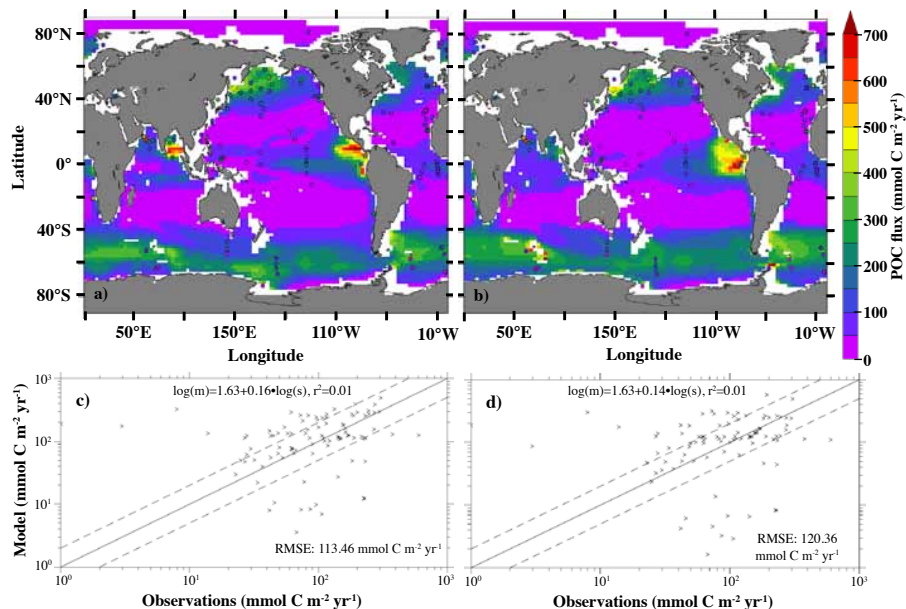 80°N
40°N
0°
40°S
80°S
Latitude
a)
50°E 150°E 110°W 10°W
Longitude
b)
50°E 150°E 110°W 10°W
Longitude
700
600
500
400
300
200
100
0
POC flux (mmol C m⁻² yr⁻¹)
c)
log(m)=1.63+0.16•log(s), r²=0.01
10³
10²
10¹
10⁰
Model (mmol C m⁻² yr⁻¹)
RMSE: 113.46 mmol C m⁻² yr⁻¹
10⁰ 10¹ 10² 10³
Observations (mmol C m⁻² yr⁻¹)
d)
log(m)=1.63+0.14•log(s), r²=0.01
RMSE: 120.36
mmol C m⁻² yr⁻¹
10⁰ 10¹ 10² 10³
Observations (mmol C m⁻² yr⁻¹)